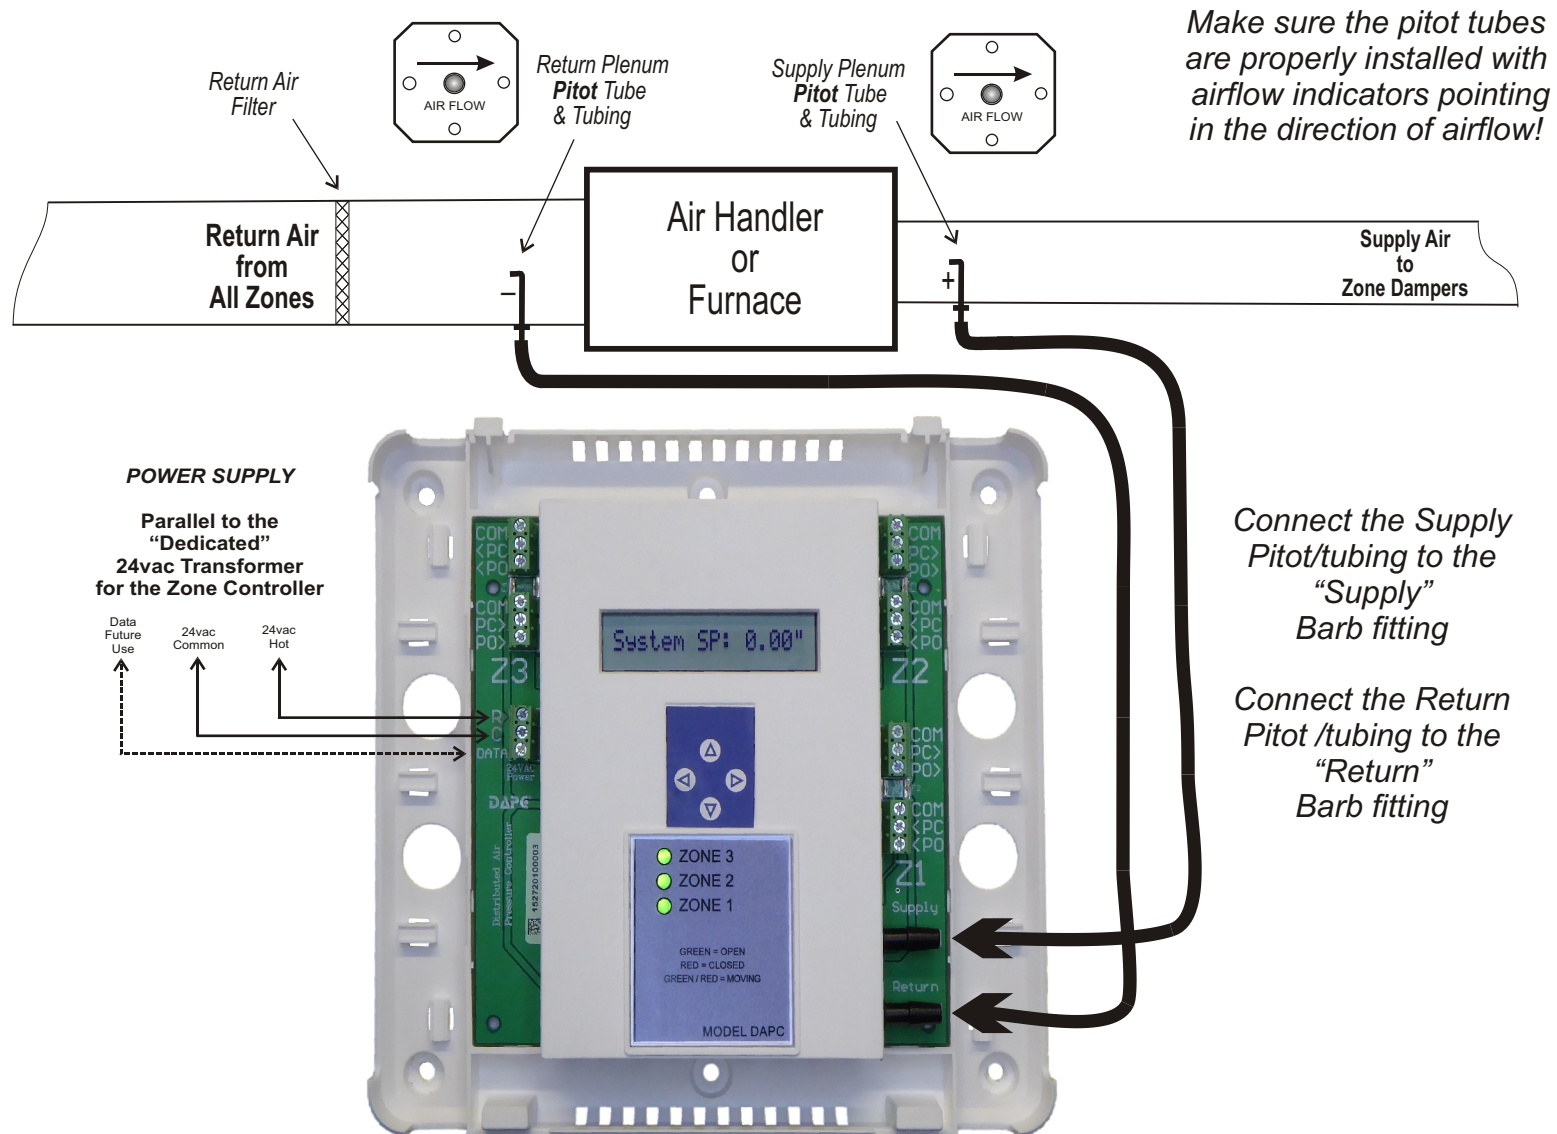 Make sure the pitot tubes
are properly installed with
airflow indicators pointing
in the direction of airflow!
AIR FLOW
AIR FLOW
Return Air
Filter
Return Plenum
Pitot Tube
& Tubing
Supply Plenum
Pitot Tube
& Tubing
Return Air
from
All Zones
–
Air Handler
or
Furnace
+
Supply Air
to
Zone Dampers
POWER SUPPLY
Parallel to the
“Dedicated”
24vac Transformer
for the Zone Controller
Data
Future
Use
24vac
Common
24vac
Hot
COM
<PC
<PO
COM
PC>
PO>
Z3
R
C
DATA
24VAC
Power
DAPC
Distributed Air
Pressure Controller
152720100003
System SP: 0.00"
ZONE 3
ZONE 2
ZONE 1
GREEN = OPEN
RED = CLOSED
GREEN / RED = MOVING
MODEL DAPC
COM
PC>
PO>
COM
<PC
<PO
Z2
COM
PC>
PO>
COM
<PC
<PO
Z1
Supply
Return
Connect the Supply
Pitot/tubing to the
“Supply”
Barb fitting
Connect the Return
Pitot /tubing to the
“Return”
Barb fitting